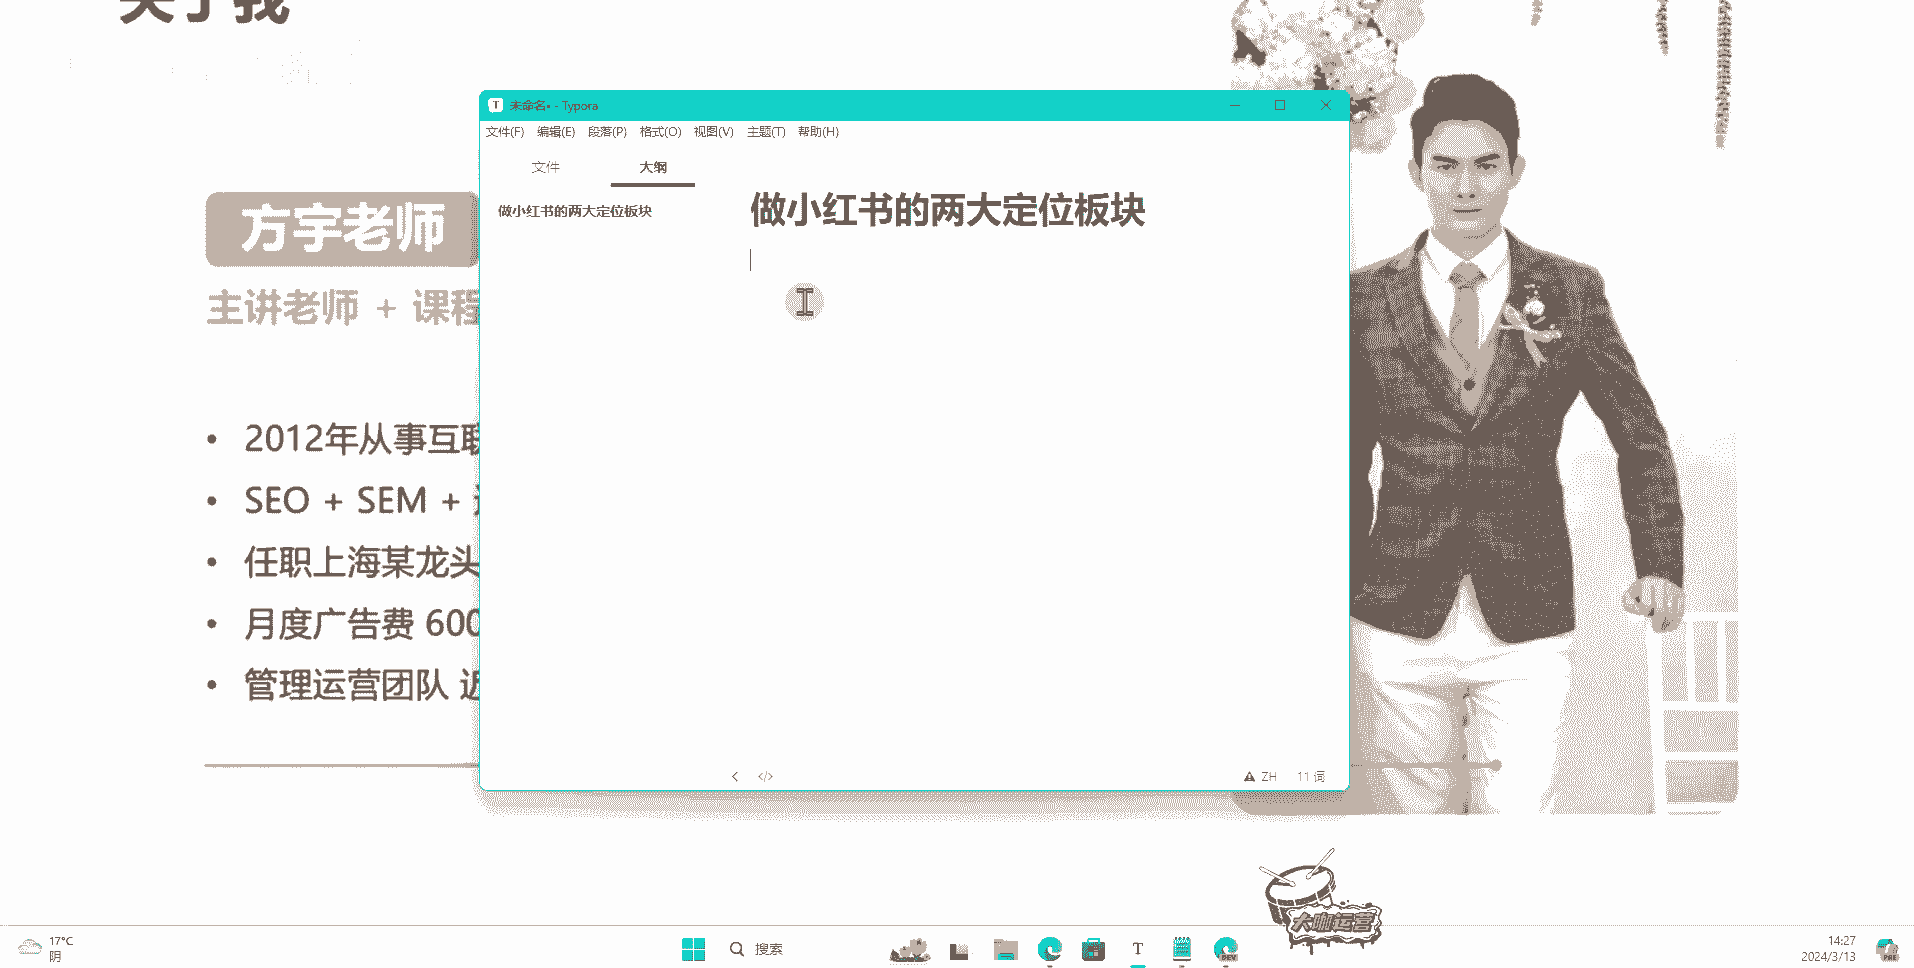 关于我
未命名• - Typora
文件(F) 编辑(E) 段落(P) 格式(O) 视图(V) 主题(T) 帮助(H)
文件 大纲
做小红书的两大定位板块
做小红书的两大定位板块
方宇老师
主讲老师 + 课程
• 2012年从事互联
• SEO + SEM +
• 任职上海某龙头
• 月度广告费 600
• 管理运营团队 近
ZH 11 词
大咖运营
17°C
阴
搜索
14:27
2024/3/13
DEV
PRE